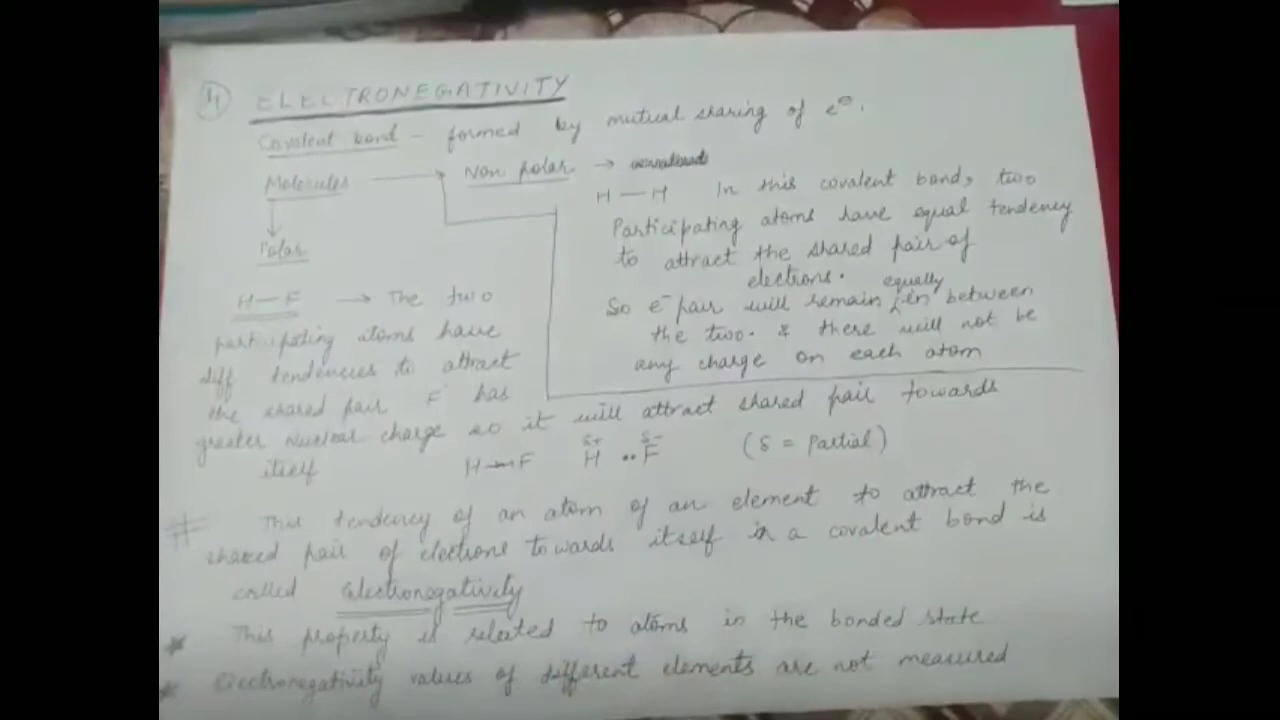 4) ELECTRONEGATIVITY
Covalent bond - formed by mutual sharing of e⊖.
Molecules → Non polar →
Polar
H — H In this covalent bond, two
Participating atoms have equal tendency
to attract the shared pair of
electrons.
So e⁻ pair will remain equally in between
the two. & there will not be
any charge on each atom
H — F → The two
participating atoms have
diff tendencies to attract
the shared pair F has
greater nuclear charge so it will attract shared pair towards
itself H—F δ+ H •• δ- F (δ = Partial)
# This tendency of an atom of an element to attract the
shared pair of electrons towards itself in a covalent bond is
called Electronegativity
* This property is related to atoms in the bonded state
* Electronegativity values of different elements are not measured